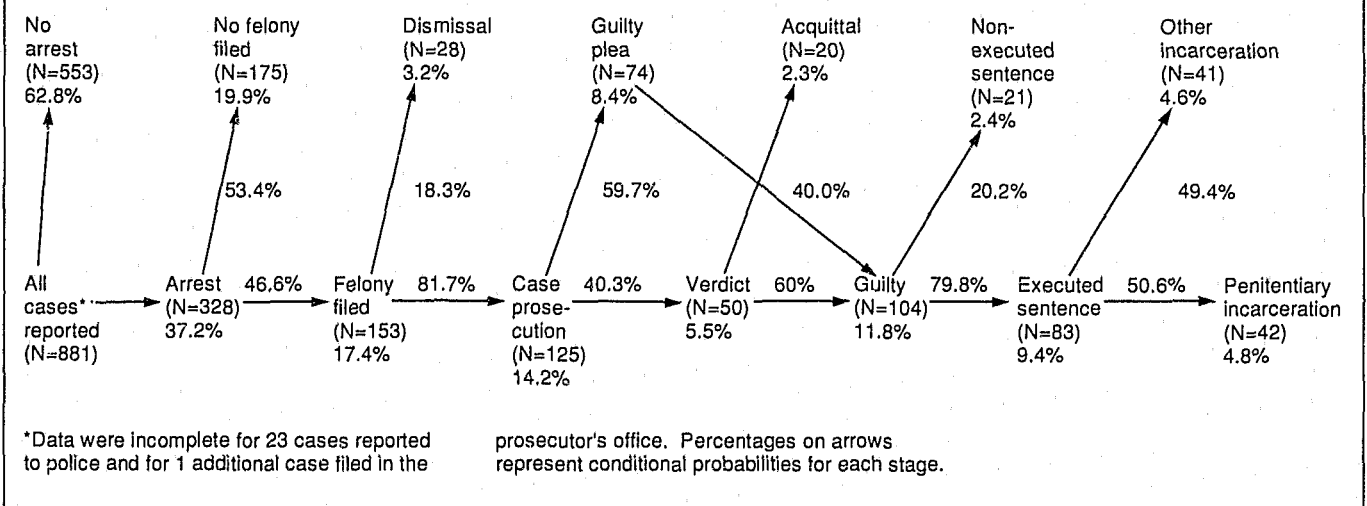 No
arrest
(N=553)
62.8%
No felony
filed
(N=175)
19.9%
Dismissal
(N=28)
3.2%
Guilty
plea
(N=74)
8.4%
Acquittal
(N=20)
2.3%
Non-
executed
sentence
(N=21)
2.4%
Other
incarceration
(N=41)
4.6%
53.4%
18.3%
59.7%
40.0%
20.2%
49.4%
All
cases*
reported
(N=881)
Arrest
(N=328)
37.2%
46.6%
Felony
filed
(N=153)
17.4%
81.7%
Case
prose-
cution
(N=125)
14.2%
40.3%
Verdict
(N=50)
5.5%
60%
Guilty
(N=104)
11.8%
79.8%
Executed
sentence
(N=83)
9.4%
50.6%
Penitentiary
incarceration
(N=42)
4.8%
*Data were incomplete for 23 cases reported
to police and for 1 additional case filed in the
prosecutor's office. Percentages on arrows
represent conditional probabilities for each stage.